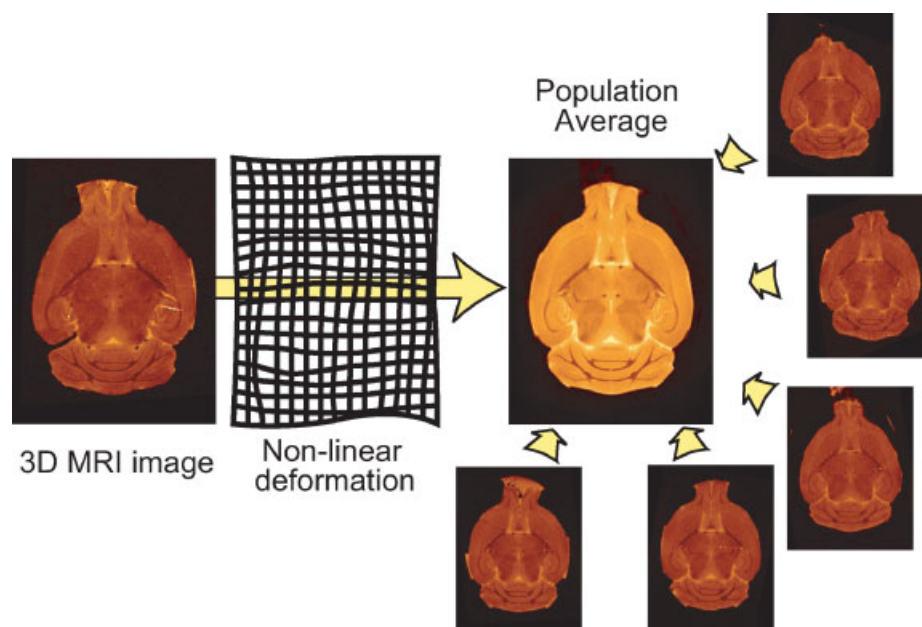 Population
Average
3D MRI image
Non-linear
deformation